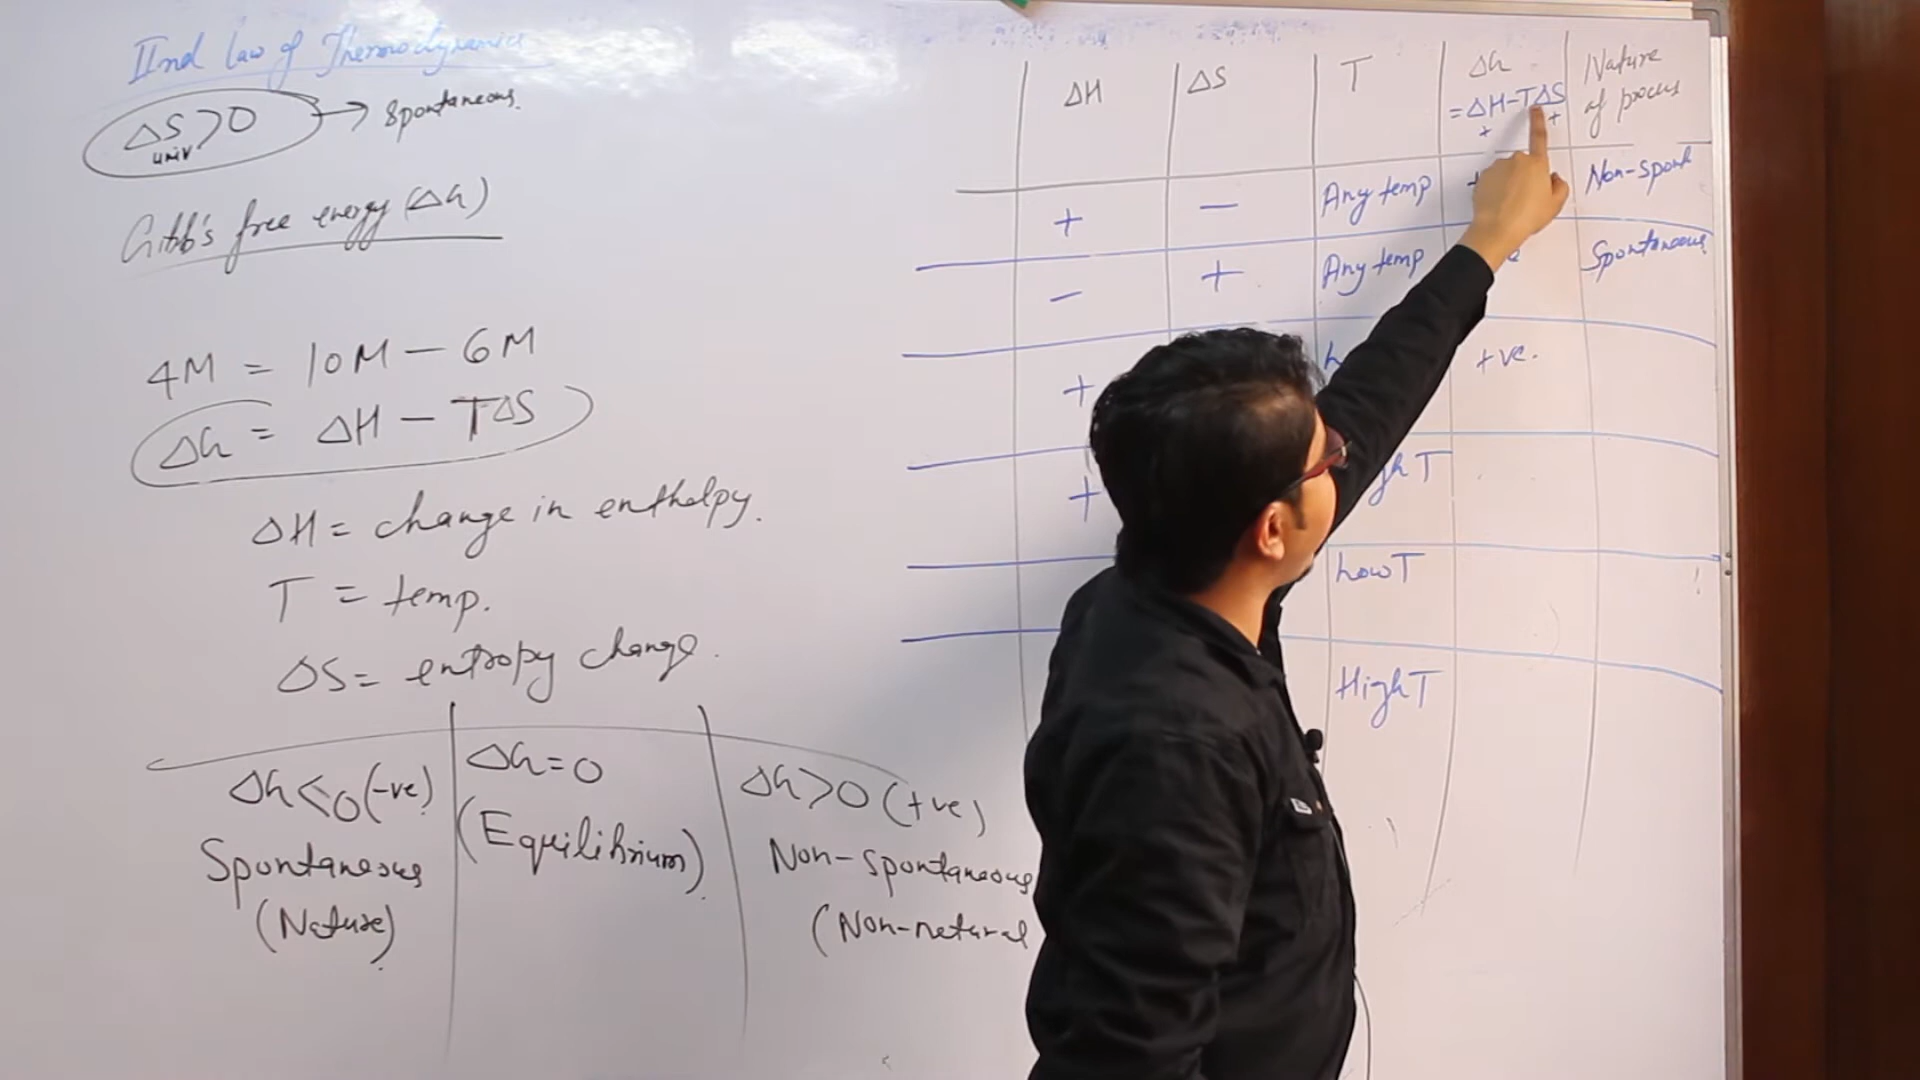 IInd law of Thermodynamics
ΔS univ >0 → Spontaneous.
Gibb's free energy (ΔG)
4M = 10M - 6M
ΔG = ΔH - TΔS
ΔH = change in enthalpy.
T = temp.
ΔS = entropy change.
ΔG<0 (-ve)
Spontaneous
(Nature)
ΔG=0
(Equilibrium)
ΔG>0 (+ve)
Non-spontaneous
(Non-natural
ΔH ΔS T ΔG =ΔH-TΔS + + Nature of process
+ - Any temp Non-spont
- + Any temp Spontaneous
+ +ve.
+ T
Low T
High T